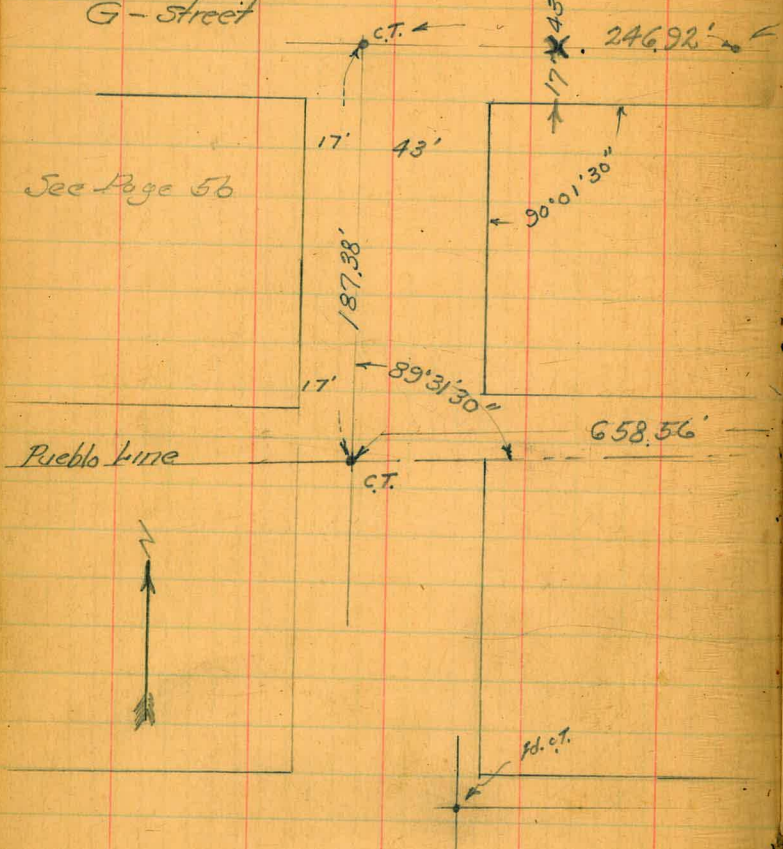 G - Street
C.T.
17' 43
246.92'
17' 43'
See Page 56
90°01'30"
187.38'
17'
89°31'30"
658.56'
Pueblo Line
C.T.
N
Fd. C.T.